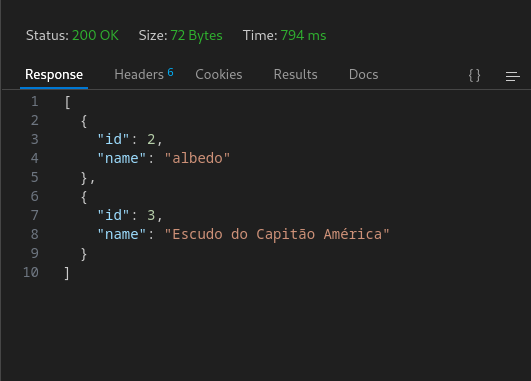 Status: 200 OK Size: 72 Bytes Time: 794 ms
Response Headers 6 Cookies Results Docs {}
1 [
2 {
3 "id": 2,
4 "name": "albedo"
5 },
6 {
7 "id": 3,
8 "name": "Escudo do Capitão América"
9 }
10 ]